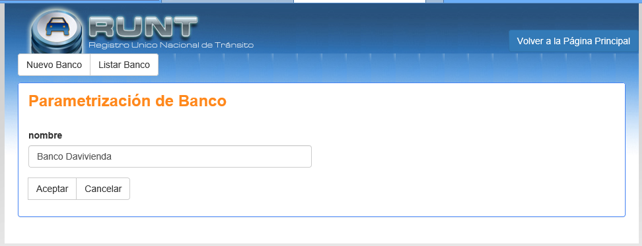 RUNT
Registro Unico Nacional de Tránsito
Volver a la Página Principal
Nuevo Banco
Listar Banco
Parametrización de Banco
nombre
Banco Davivienda
Aceptar
Cancelar